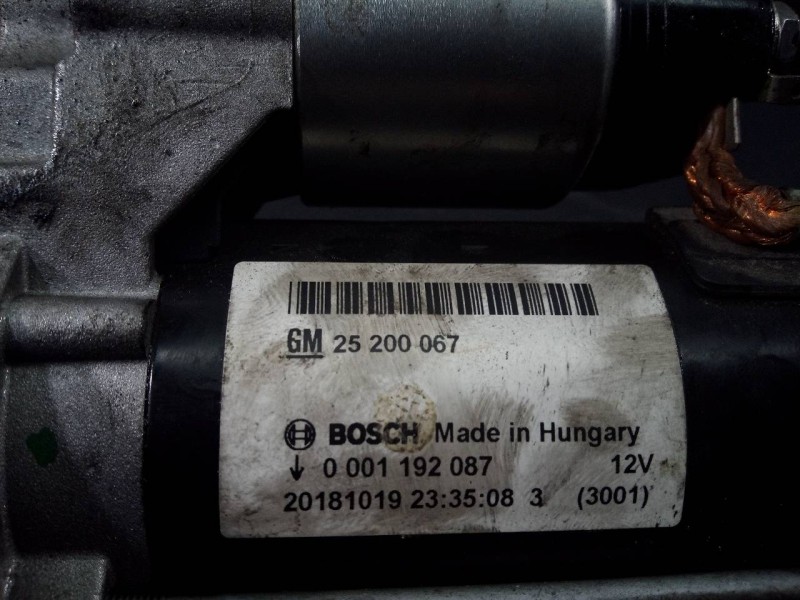 GM 25 200 067
BOSCH Made in Hungary
↓ 0 001 192 087 12V
20181019 23:35:08 3 (3001)